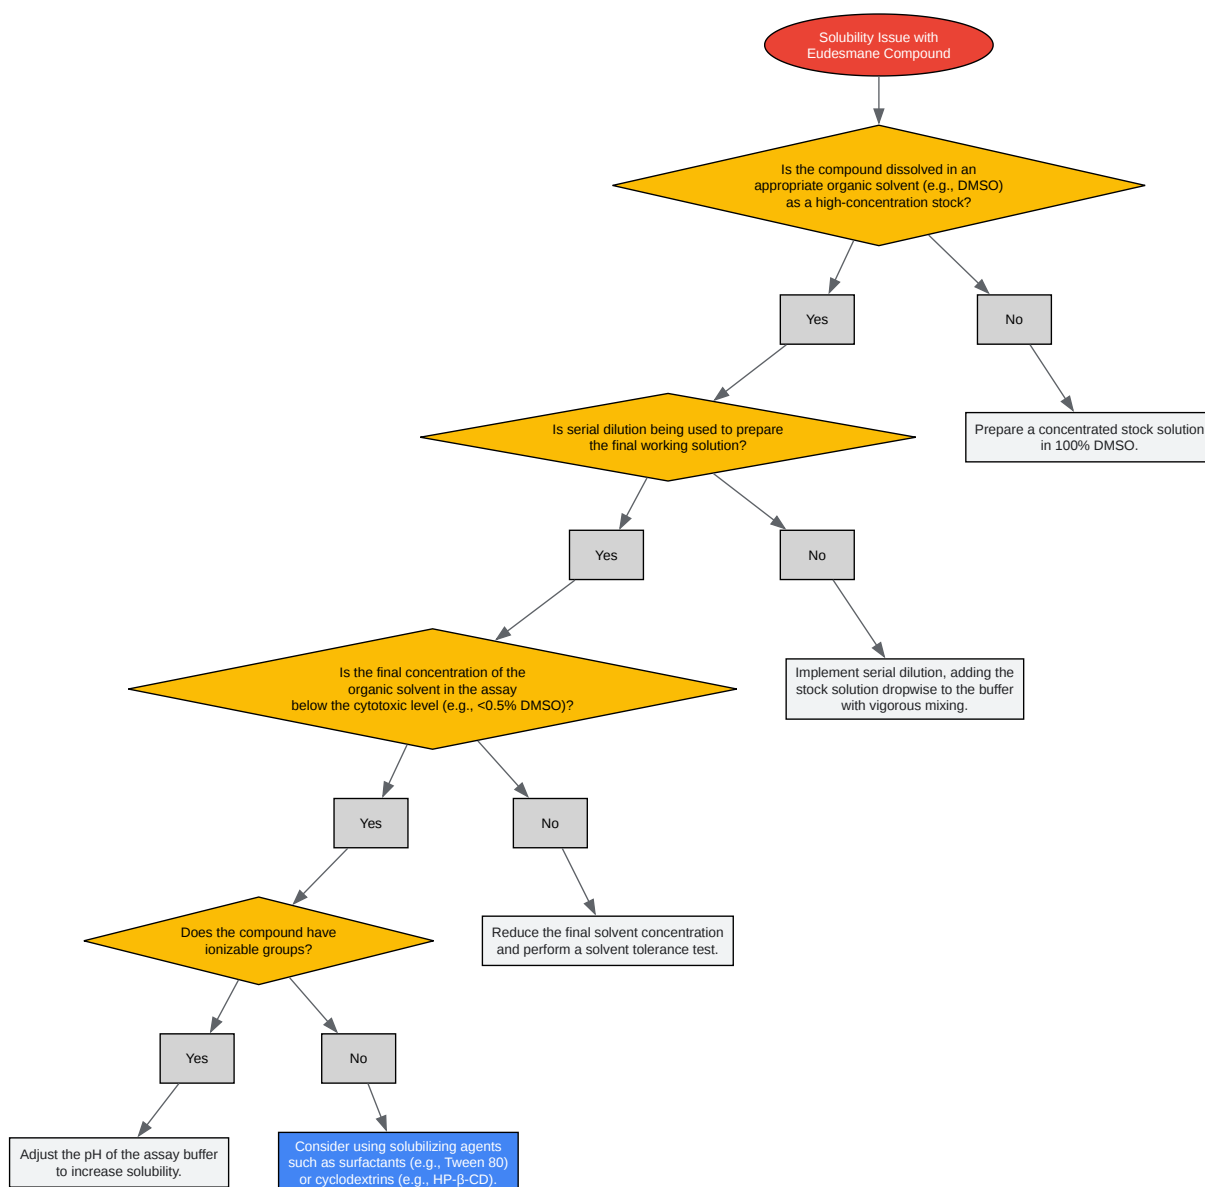 Solubility Issue with
Eudesmane Compound
Is the compound dissolved in an
appropriate organic solvent (e.g., DMSO)
as a high-concentration stock?
Yes
No
Prepare a concentrated stock solution
in 100% DMSO.
Is serial dilution being used to prepare
the final working solution?
Yes
No
Implement serial dilution, adding the
stock solution dropwise to the buffer
with vigorous mixing.
Is the final concentration of the
organic solvent in the assay
below the cytotoxic level (e.g., <0.5% DMSO)?
Yes
No
Reduce the final solvent concentration
and perform a solvent tolerance test.
Does the compound have
ionizable groups?
Yes
No
Adjust the pH of the assay buffer
to increase solubility.
Consider using solubilizing agents
such as surfactants (e.g., Tween 80)
or cyclodextrins (e.g., HP-β-CD).